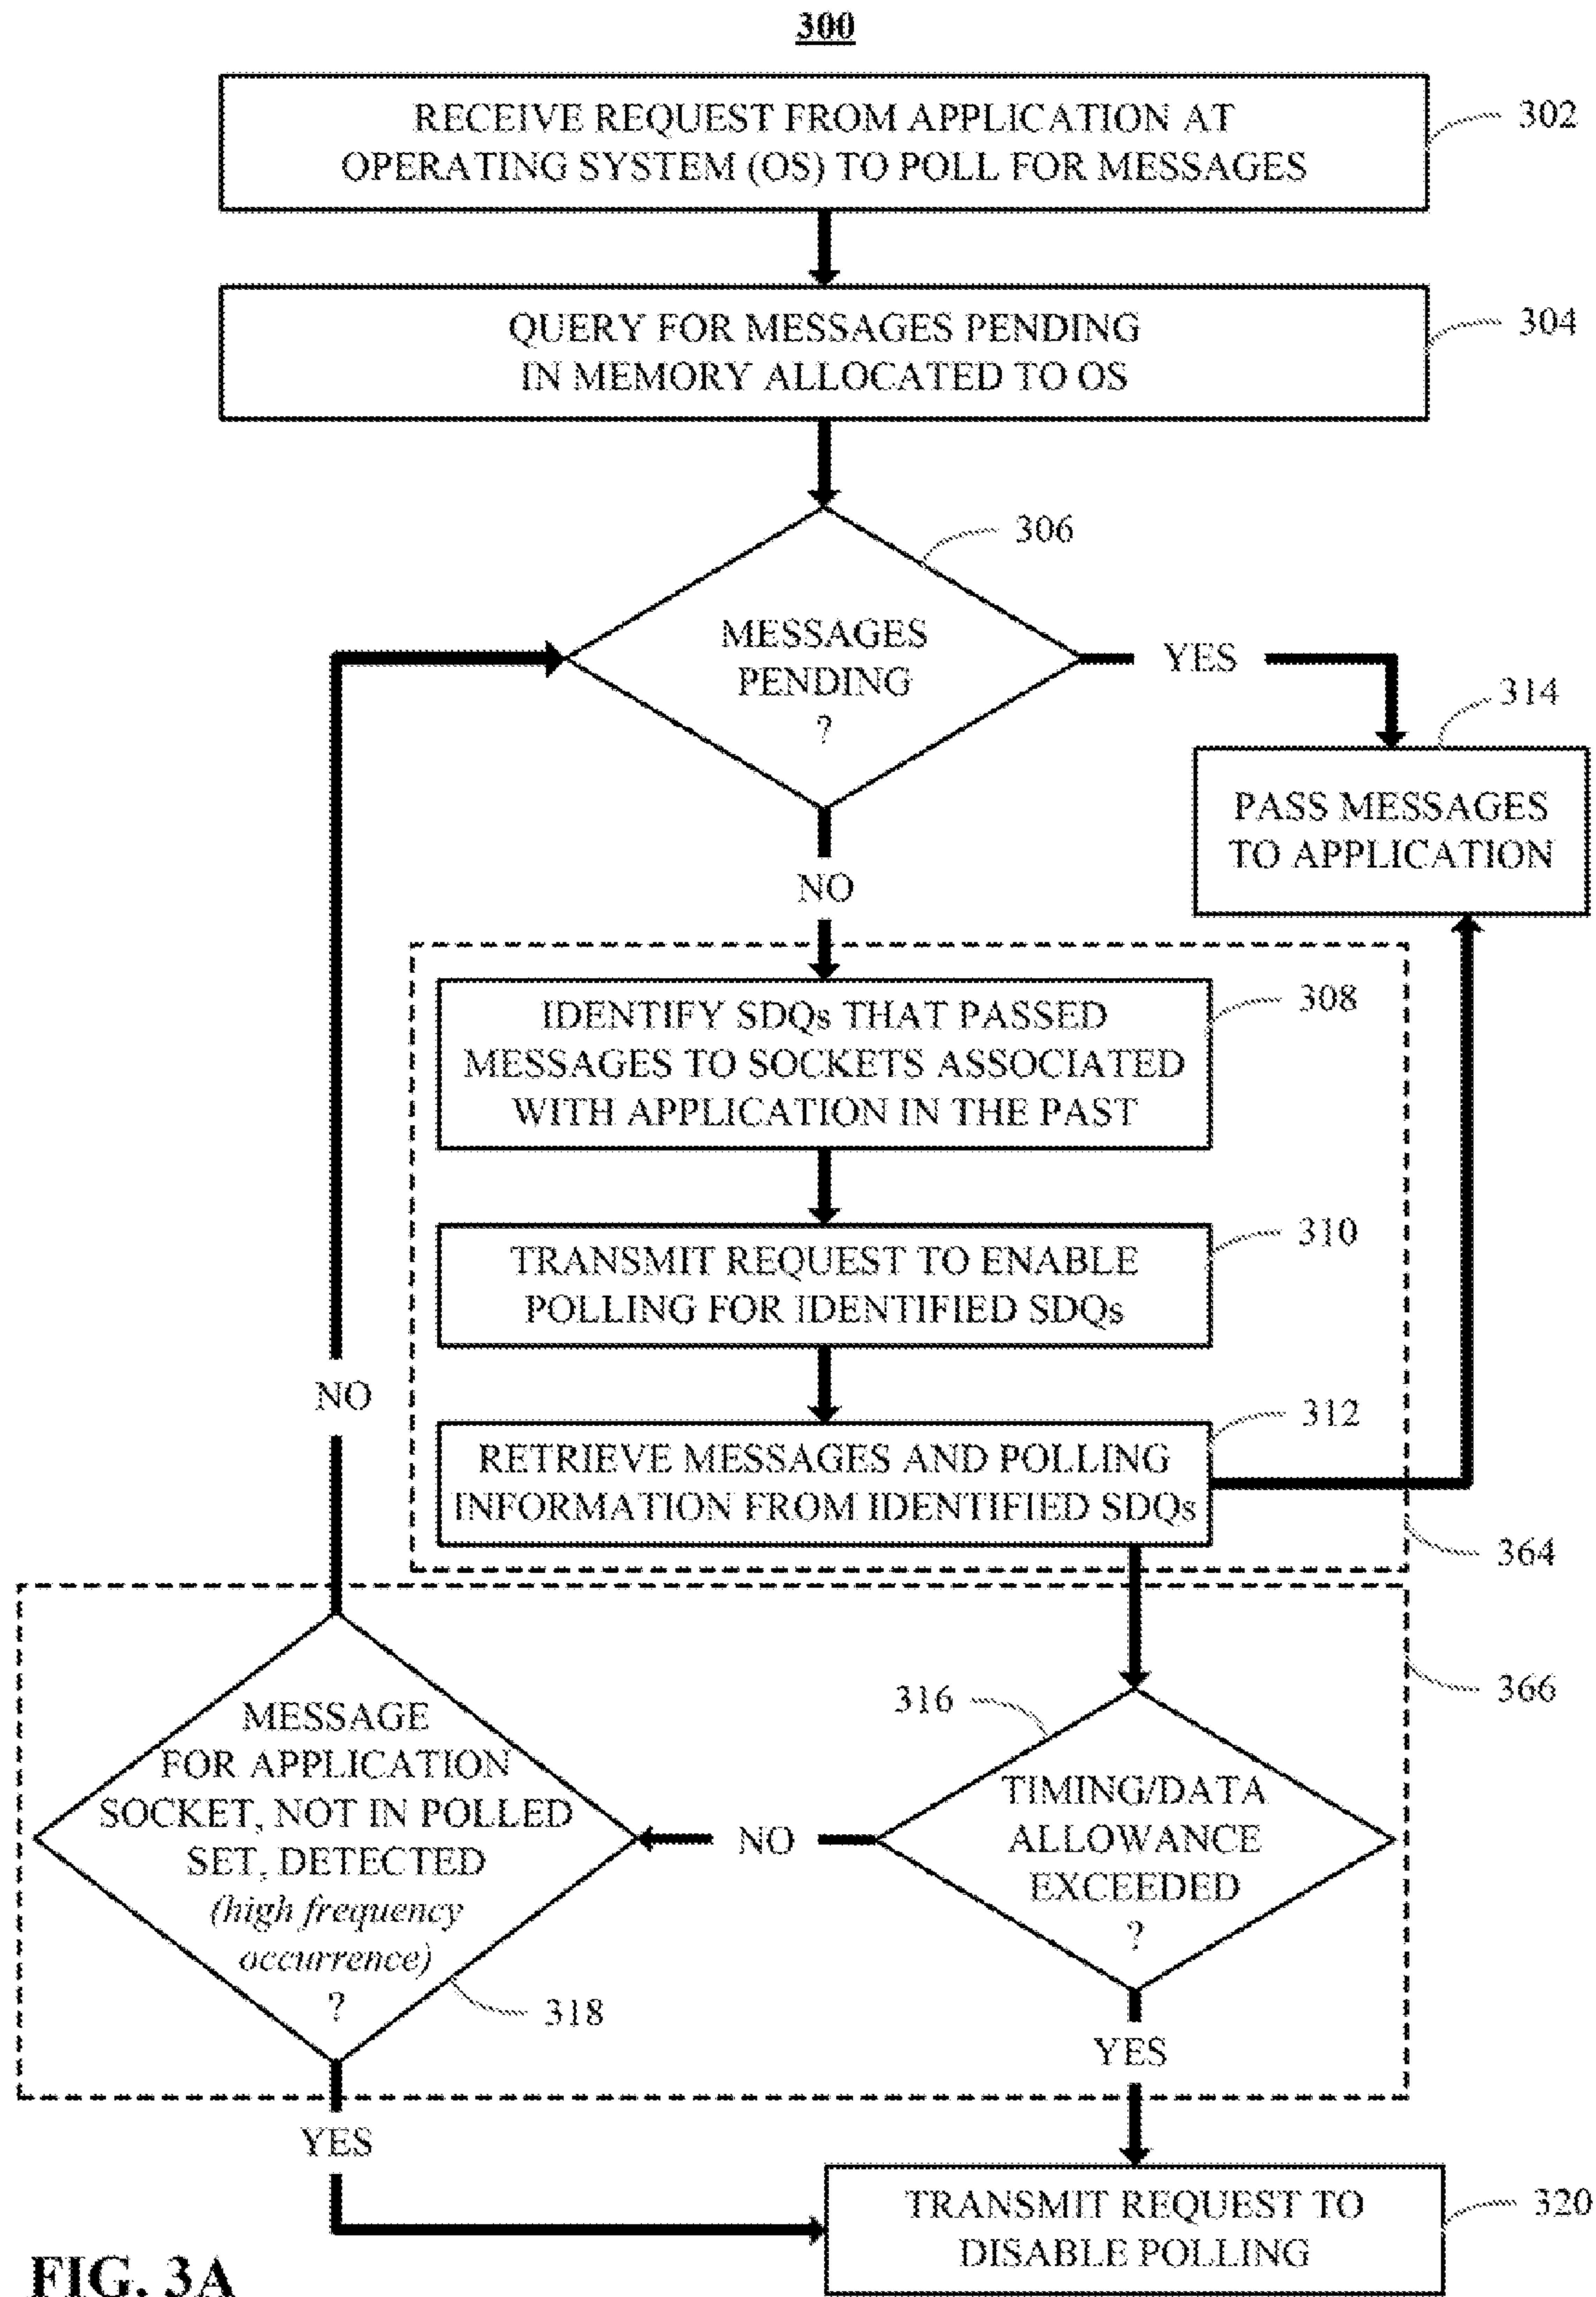 300
RECEIVE REQUEST FROM APPLICATION AT
OPERATING SYSTEM (OS) TO POLL FOR MESSAGES
302
QUERY FOR MESSAGES PENDING
IN MEMORY ALLOCATED TO OS
304
306
MESSAGES
PENDING
?
YES
314
PASS MESSAGES
TO APPLICATION
NO
IDENTIFY SDQs THAT PASSED
MESSAGES TO SOCKETS ASSOCIATED
WITH APPLICATION IN THE PAST
308
TRANSMIT REQUEST TO ENABLE
POLLING FOR IDENTIFIED SDQs
310
NO
RETRIEVE MESSAGES AND POLLING
INFORMATION FROM IDENTIFIED SDQs
312
364
366
MESSAGE
FOR APPLICATION
SOCKET, NOT IN POLLED
SET, DETECTED
(high frequency
occurrence)
?
318
NO
316
TIMING/DATA
ALLOWANCE
EXCEEDED
?
YES
YES
TRANSMIT REQUEST TO
DISABLE POLLING
320
FIG. 3A